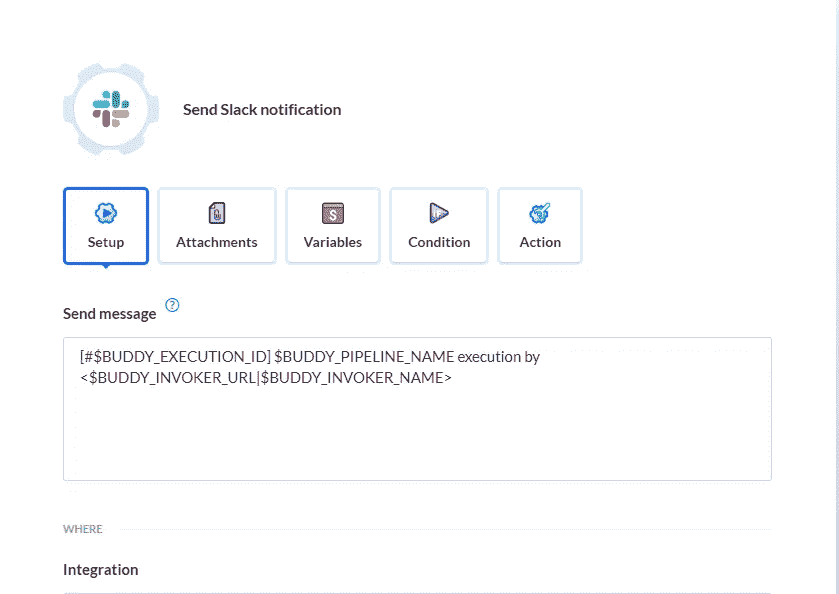 Send Slack notification
Setup
Attachments
Variables
Condition
Action
Send message ?
[#$BUDDY_EXECUTION_ID] $BUDDY_PIPELINE_NAME execution by
<$BUDDY_INVOKER_URL|$BUDDY_INVOKER_NAME>
WHERE
Integration